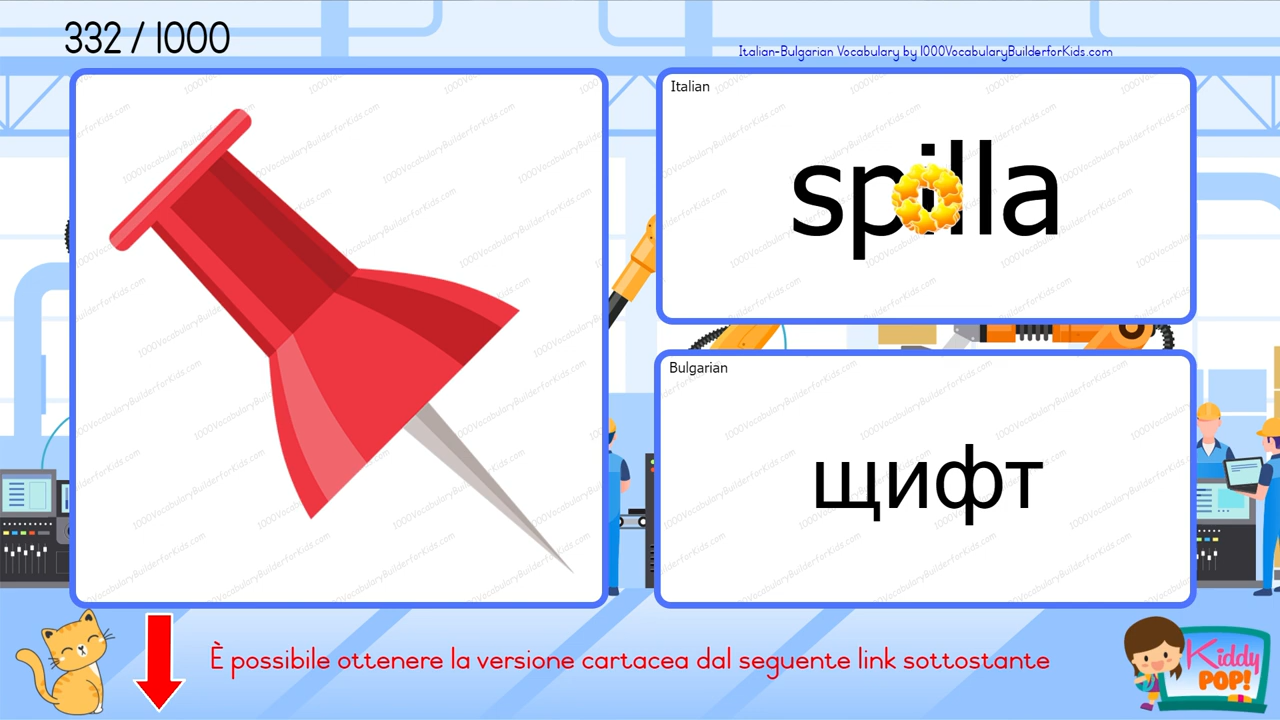 332 / 1000
Italian-Bulgarian Vocabulary by 1000VocabularyBuilderforKids.com
Italian
spilla
Bulgarian
щифт
È possibile ottenere la versione cartacea dal seguente link sottostante
Kiddy
POP!